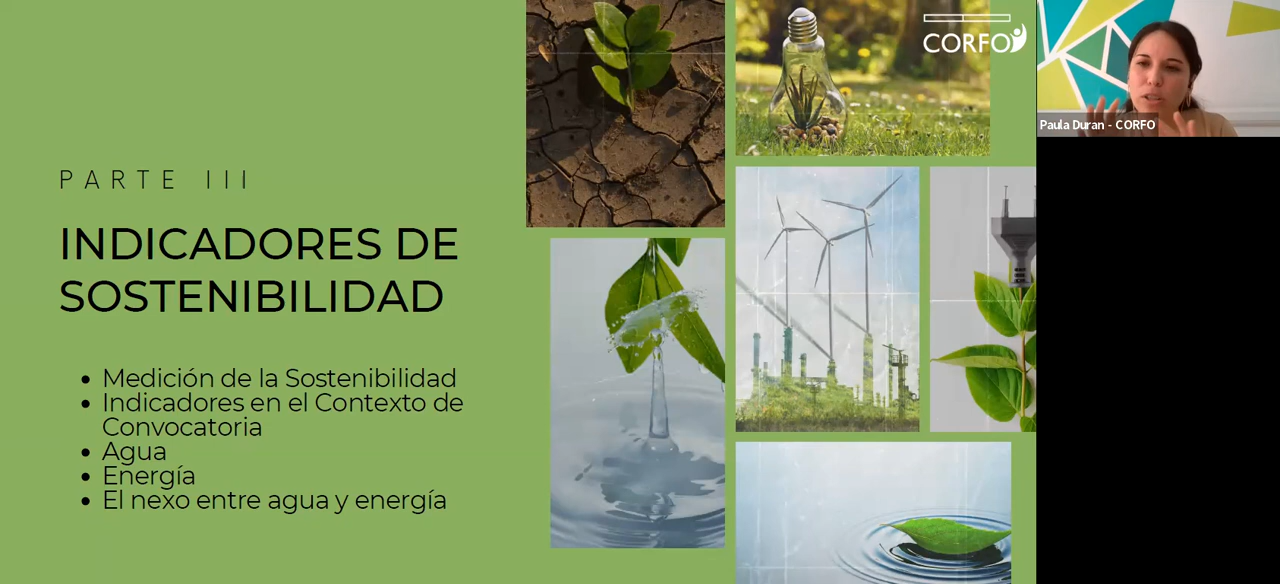 PARTE III
INDICADORES DE
SOSTENIBILIDAD
• Medición de la Sostenibilidad
• Indicadores en el Contexto de
Convocatoria
• Agua
• Energía
• El nexo entre agua y energía
CORFO
Paula Duran - CORFO